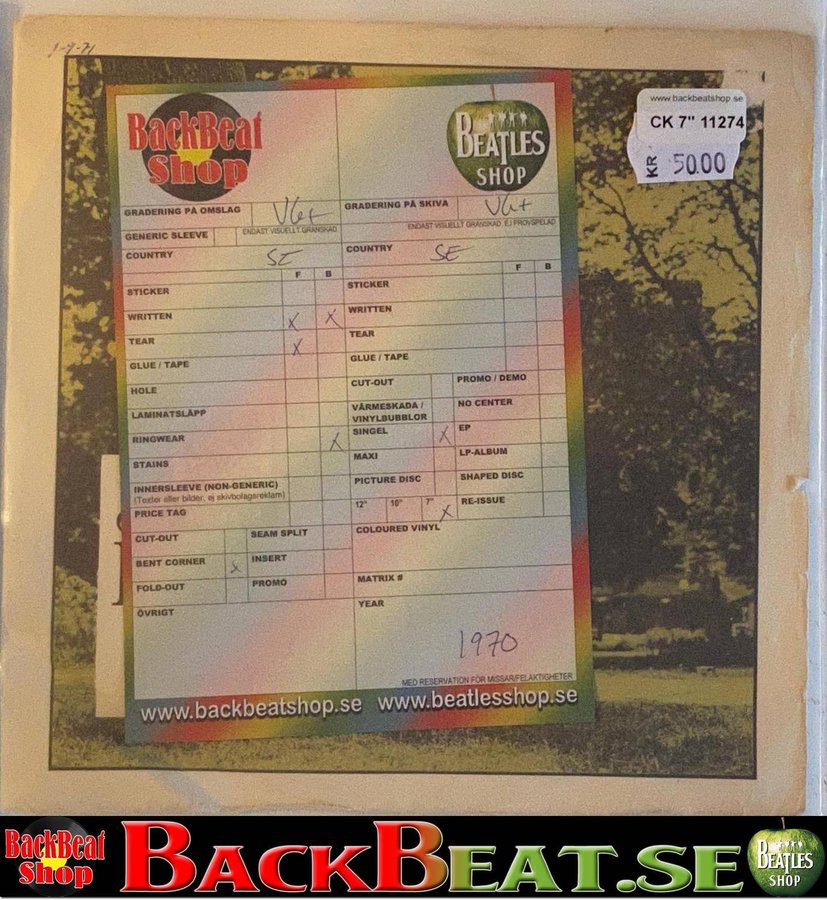 1-7-71
www.backbeatshop.se
CK 7" 11274
KR 50.00
BackBeat
Shop
BEATLES
SHOP
GRADERING PÅ OMSLAG VG+
ENDAST VISUELLT GRANSKAD
GENERIC SLEEVE
COUNTRY SE
F B
STICKER
WRITTEN X X
TEAR X
GLUE / TAPE
HOLE
LAMINATSLÄPP
RINGWEAR X
STAINS
INNERSLEEVE (NON-GENERIC)
(Texter eller bilder, ej skivbolagsreklam)
PRICE TAG
CUT-OUT SEAM SPLIT
BENT CORNER X INSERT
FOLD-OUT PROMO
ÖVRIGT
GRADERING PÅ SKIVA VG+
ENDAST VISUELLT GRANSKAD, EJ PROVSPELAD
COUNTRY SE
F B
STICKER
WRITTEN
TEAR
GLUE / TAPE
CUT-OUT PROMO / DEMO
VÄRMESKADA /
VINYLBUBBLOR NO CENTER
SINGEL X EP
MAXI LP-ALBUM
PICTURE DISC SHAPED DISC
12" 10" 7" X RE-ISSUE
COLOURED VINYL
MATRIX #
YEAR
1970
MED RESERVATION FÖR MISSAR/FELAKTIGHETER
www.backbeatshop.se www.beatlesshop.se
BackBeat
Shop
BACKBEAT.SE
BEATLES
SHOP